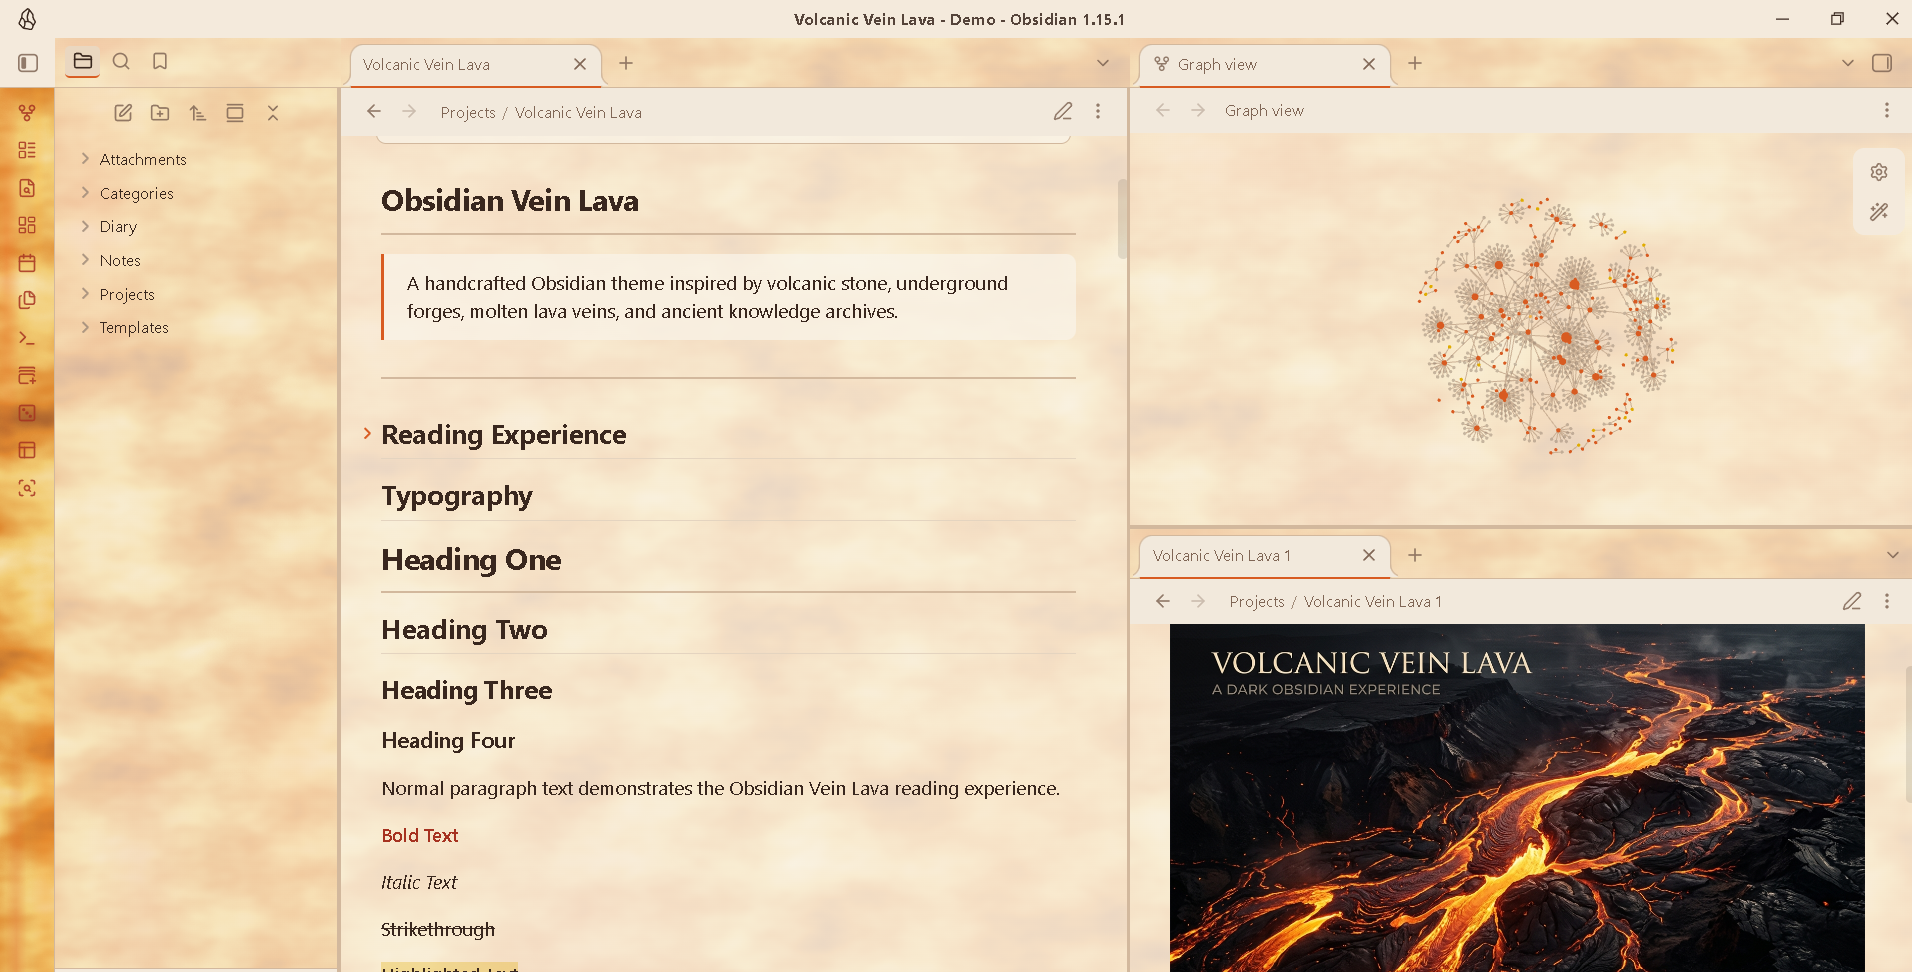 Volcanic Vein Lava - Demo - Obsidian 1.15.1
Volcanic Vein Lava
Graph view
Projects / Volcanic Vein Lava
Graph view
Attachments
Categories
Diary
Notes
Projects
Templates
Obsidian Vein Lava
A handcrafted Obsidian theme inspired by volcanic stone, underground
forges, molten lava veins, and ancient knowledge archives.
Reading Experience
Typography
Heading One
Heading Two
Heading Three
Heading Four
Normal paragraph text demonstrates the Obsidian Vein Lava reading experience.
Bold Text
Italic Text
Strikethrough
Highlighted Text
Volcanic Vein Lava 1
Projects / Volcanic Vein Lava 1
VOLCANIC VEIN LAVA
A DARK OBSIDIAN EXPERIENCE